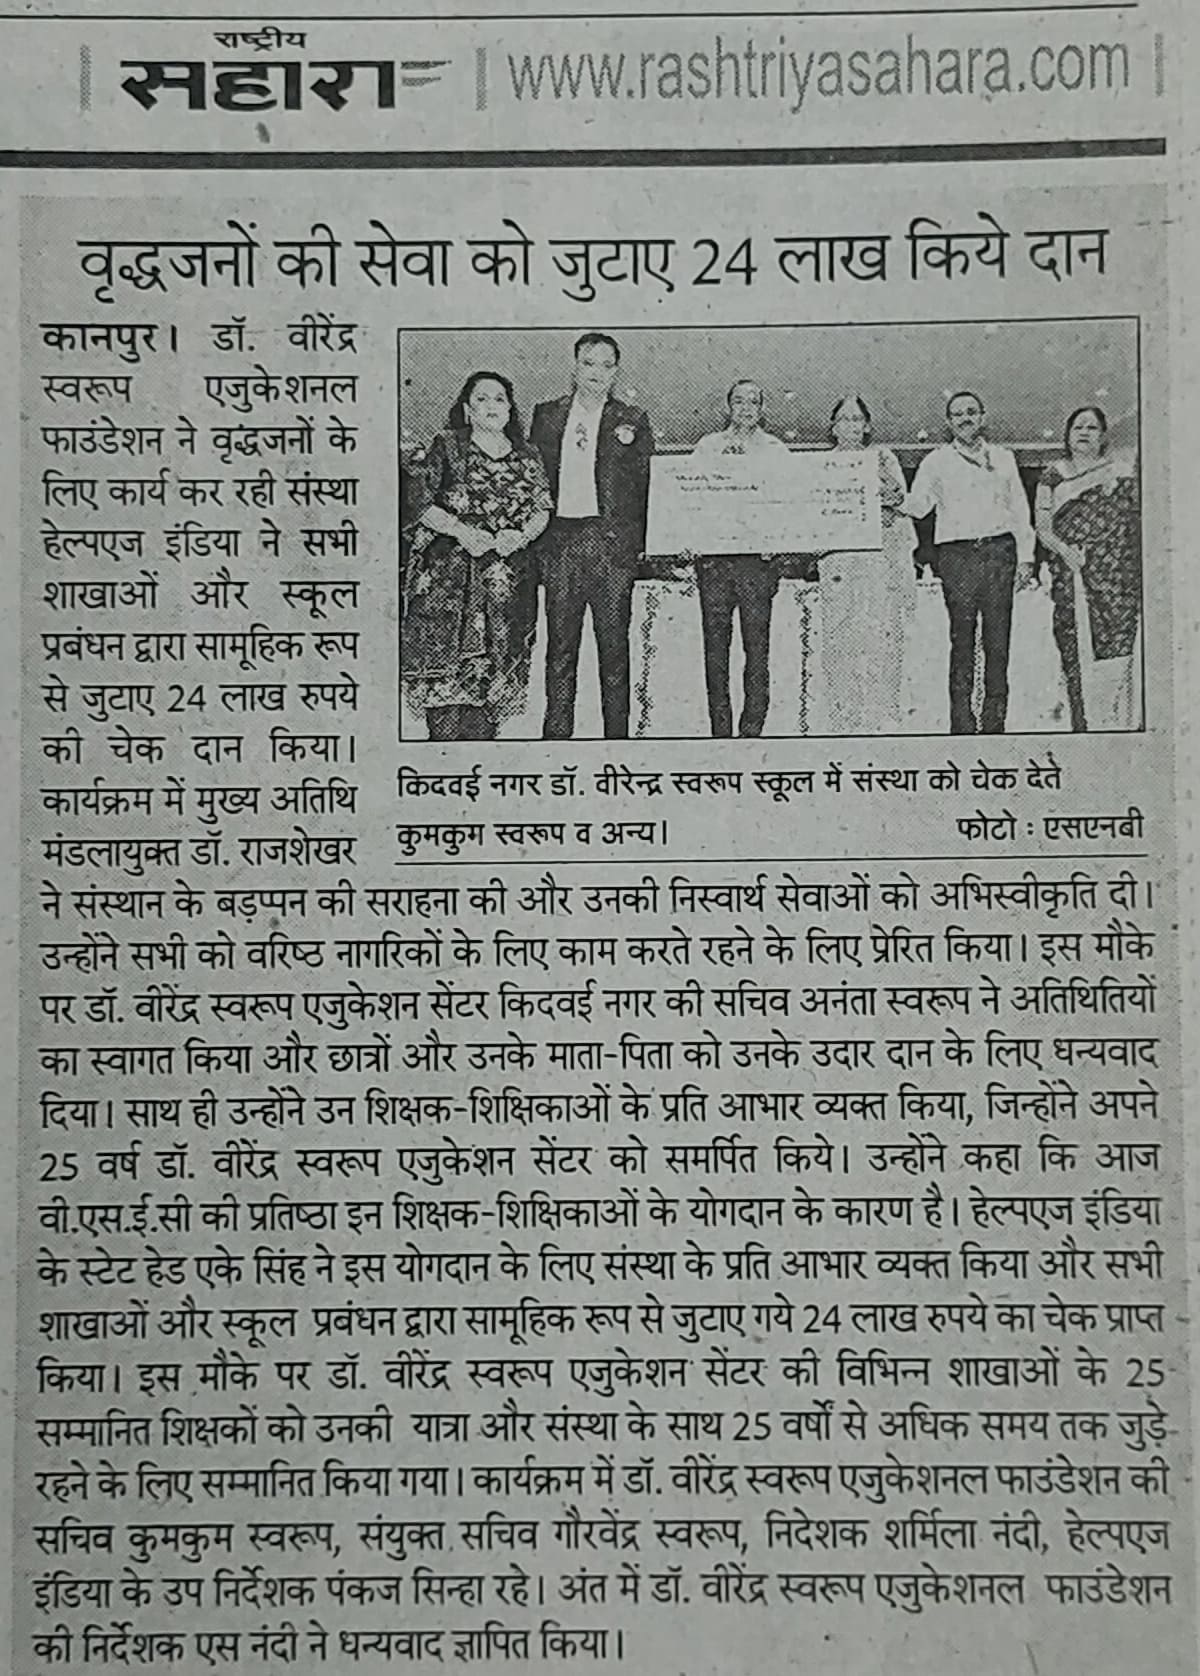 राष्ट्रीय
सहारा
www.rashtriyasahara.com
वृद्धजनों की सेवा को जुटाए 24 लाख किये दान
कानपुर। डॉ. वीरेंद्र
स्वरूप एजुकेशनल
फाउंडेशन ने वृद्धजनों के
लिए कार्य कर रही संस्था
हेल्पएज इंडिया ने सभी
शाखाओं और स्कूल
प्रबंधन द्वारा सामूहिक रूप
से जुटाए 24 लाख रुपये
की चेक दान किया।
कार्यक्रम में मुख्य अतिथि
मंडलायुक्त डॉ. राजशेखर
किदवई नगर डॉ. वीरेन्द्र स्वरूप स्कूल में संस्था को चेक देते
कुमकुम स्वरूप व अन्य। फोटो : एसएनबी
ने संस्थान के बड़प्पन की सराहना की और उनकी निस्वार्थ सेवाओं को अभिस्वीकृति दी।
उन्होंने सभी को वरिष्ठ नागरिकों के लिए काम करते रहने के लिए प्रेरित किया। इस मौके
पर डॉ. वीरेंद्र स्वरूप एजुकेशन सेंटर किदवई नगर की सचिव अनंता स्वरूप ने अतिथितियों
का स्वागत किया और छात्रों और उनके माता-पिता को उनके उदार दान के लिए धन्यवाद
दिया। साथ ही उन्होंने उन शिक्षक-शिक्षिकाओं के प्रति आभार व्यक्त किया, जिन्होंने अपने
25 वर्ष डॉ. वीरेंद्र स्वरूप एजुकेशन सेंटर को समर्पित किये। उन्होंने कहा कि आज
वी.एस.ई.सी की प्रतिष्ठा इन शिक्षक-शिक्षिकाओं के योगदान के कारण है। हेल्पएज इंडिया
के स्टेट हेड एके सिंह ने इस योगदान के लिए संस्था के प्रति आभार व्यक्त किया और सभी
शाखाओं और स्कूल प्रबंधन द्वारा सामूहिक रूप से जुटाए गये 24 लाख रुपये का चेक प्राप्त
किया। इस मौके पर डॉ. वीरेंद्र स्वरूप एजुकेशन सेंटर की विभिन्न शाखाओं के 25
सम्मानित शिक्षकों को उनकी यात्रा और संस्था के साथ 25 वर्षों से अधिक समय तक जुड़े
रहने के लिए सम्मानित किया गया। कार्यक्रम में डॉ. वीरेंद्र स्वरूप एजुकेशनल फाउंडेशन की
सचिव कुमकुम स्वरूप, संयुक्त सचिव गौरवेंद्र स्वरूप, निदेशक शर्मिला नंदी, हेल्पएज
इंडिया के उप निर्देशक पंकज सिन्हा रहे। अंत में डॉ. वीरेंद्र स्वरूप एजुकेशनल फाउंडेशन
की निर्देशक एस नंदी ने धन्यवाद ज्ञापित किया।